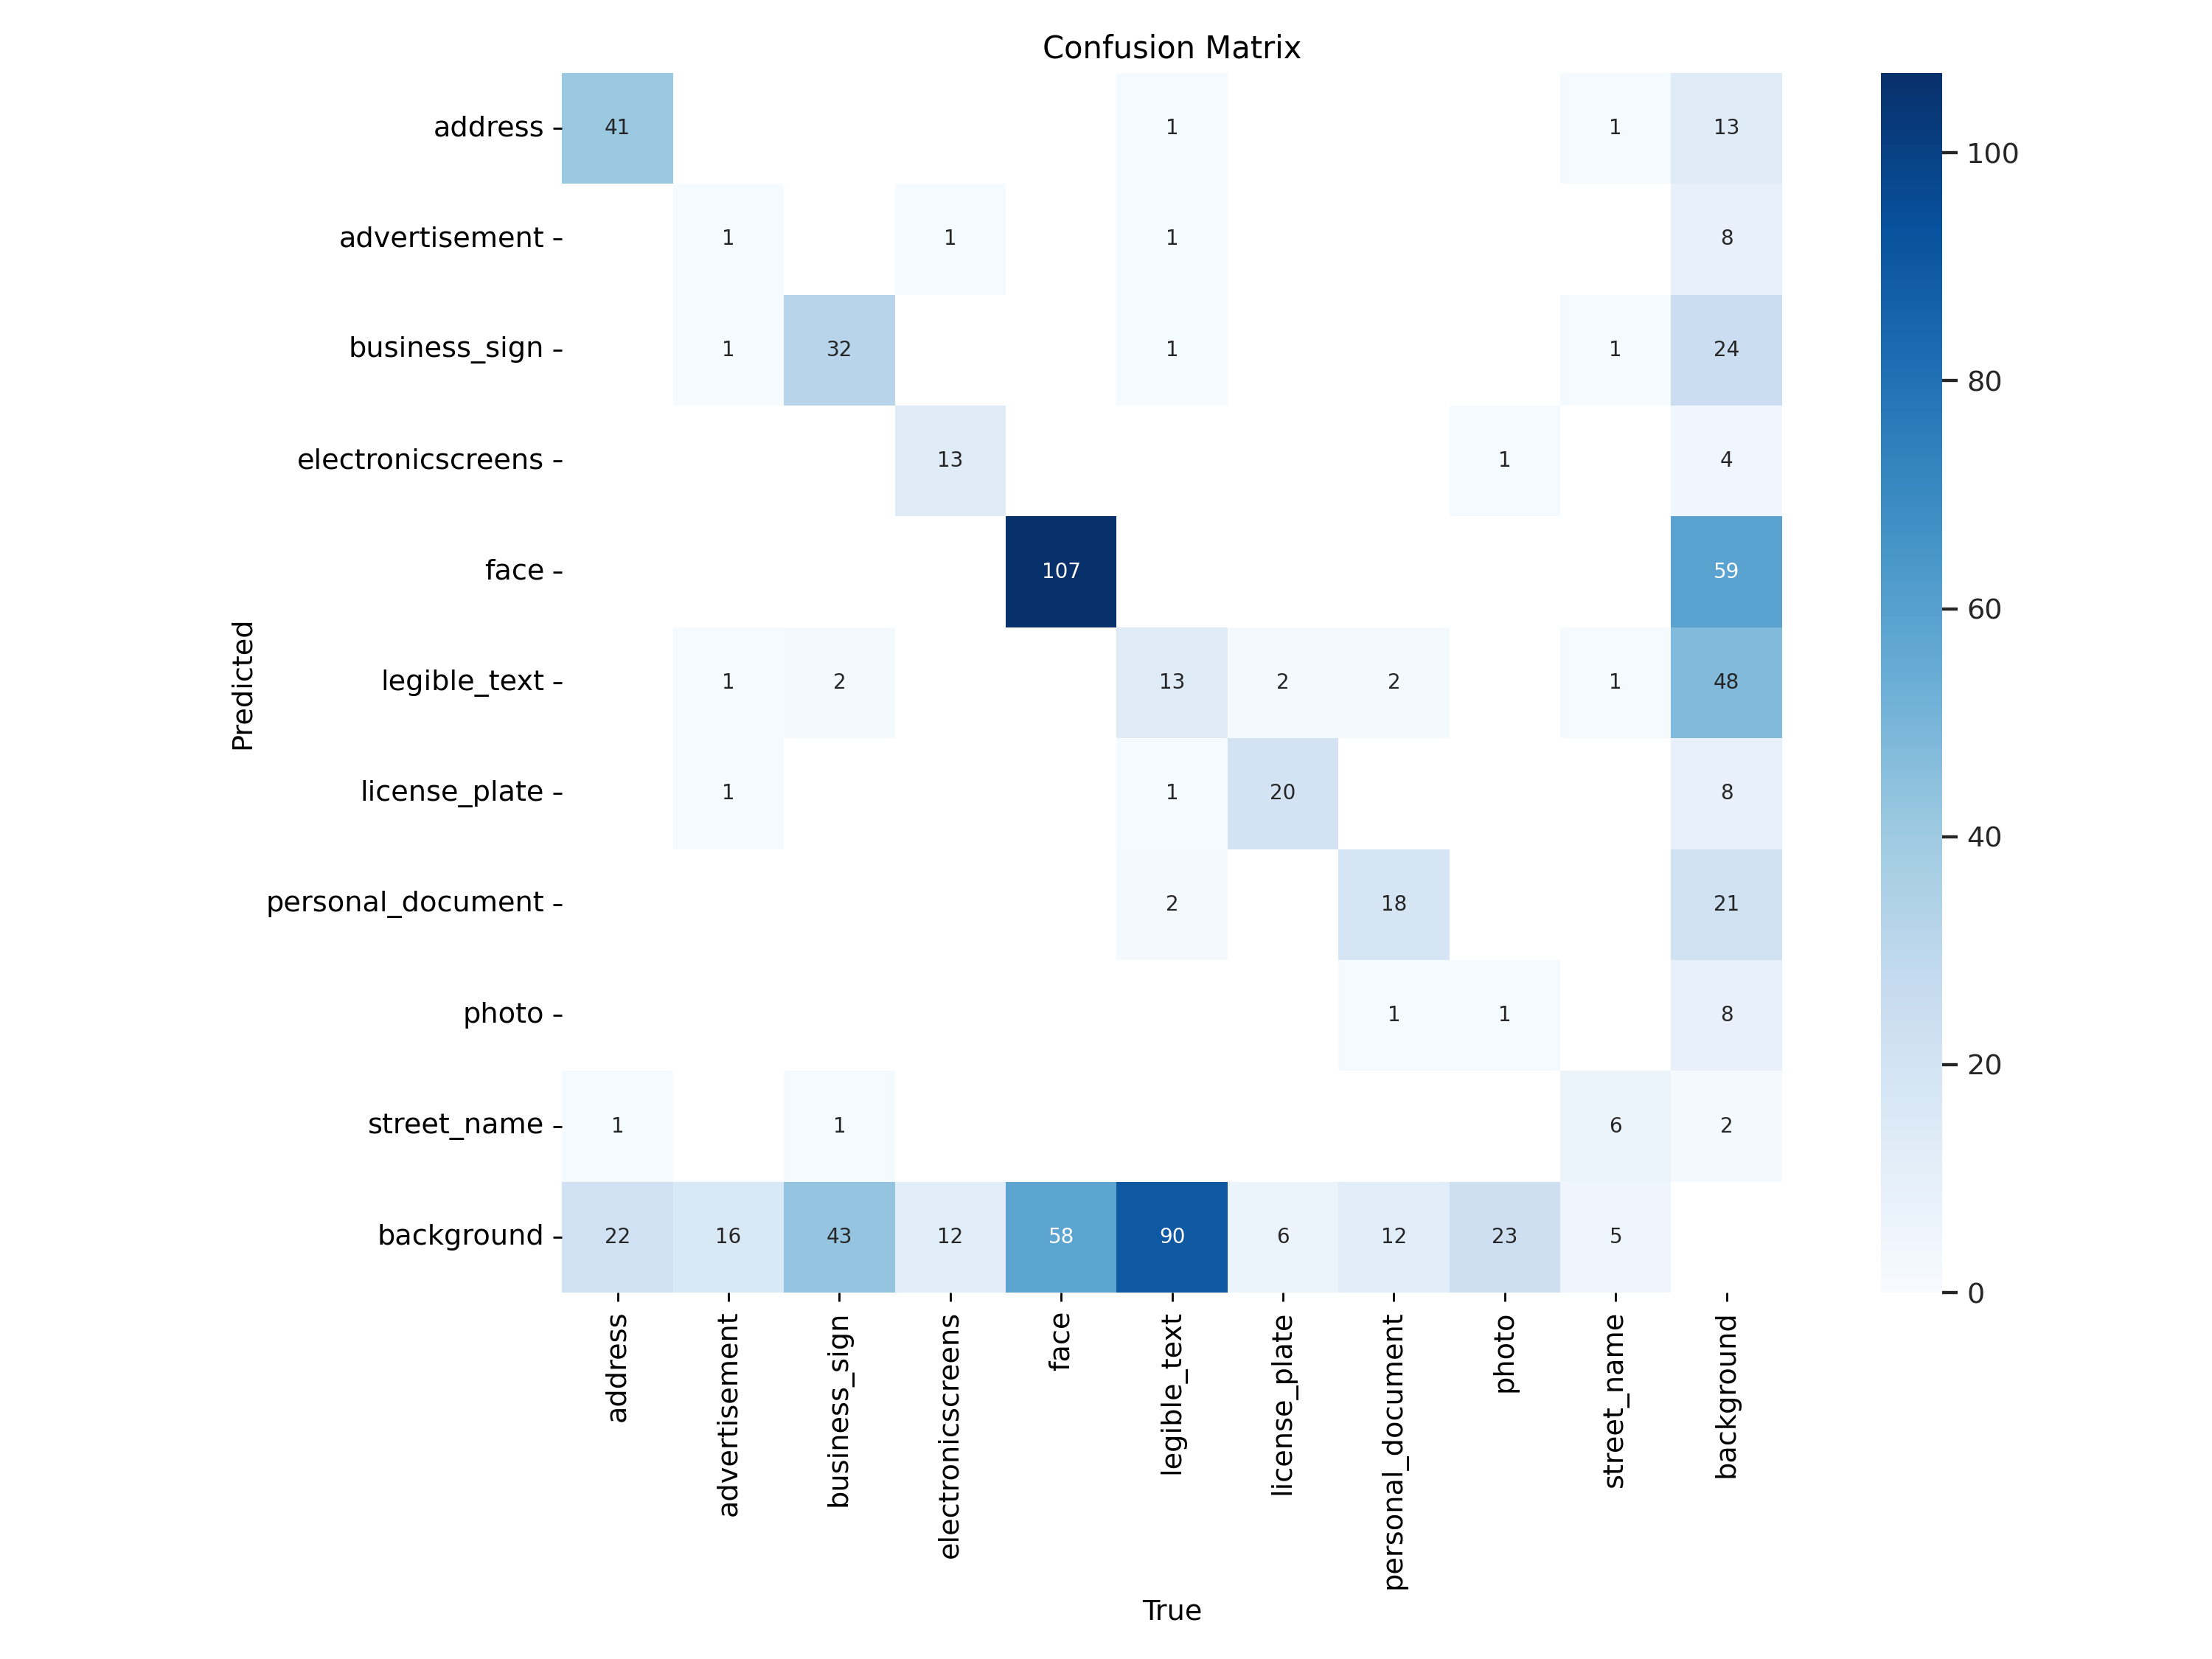 Confusion Matrix
address 41 1 1 13
advertisement 1 1 1 8
business_sign 1 32 1 1 24
electronicscreens 13 1 4
face 107 59
legible_text 1 2 13 2 2 1 48
license_plate 1 1 20 8
personal_document 2 18 21
photo 1 1 8
street_name 1 1 6 2
background 22 16 43 12 58 90 6 12 23 5
Predicted
address
advertisement
business_sign
electronicscreens
face
legible_text
license_plate
personal_document
photo
street_name
background
True
100
80
60
40
20
0